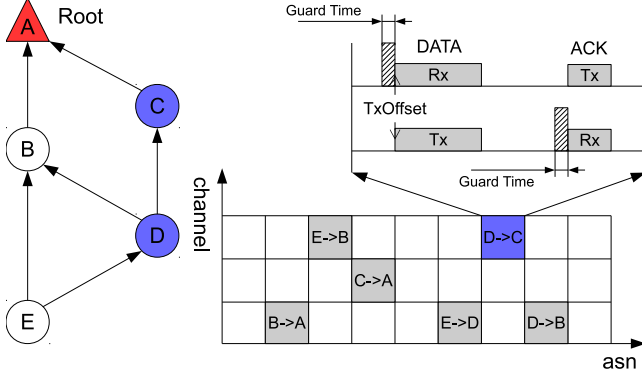 A Root
C
B
D
E
Guard Time
DATA
ACK
Rx
Tx
TxOffset
Tx
Rx
Guard Time
channel
E->B
D->C
C->A
B->A
E->D
D->B
asn